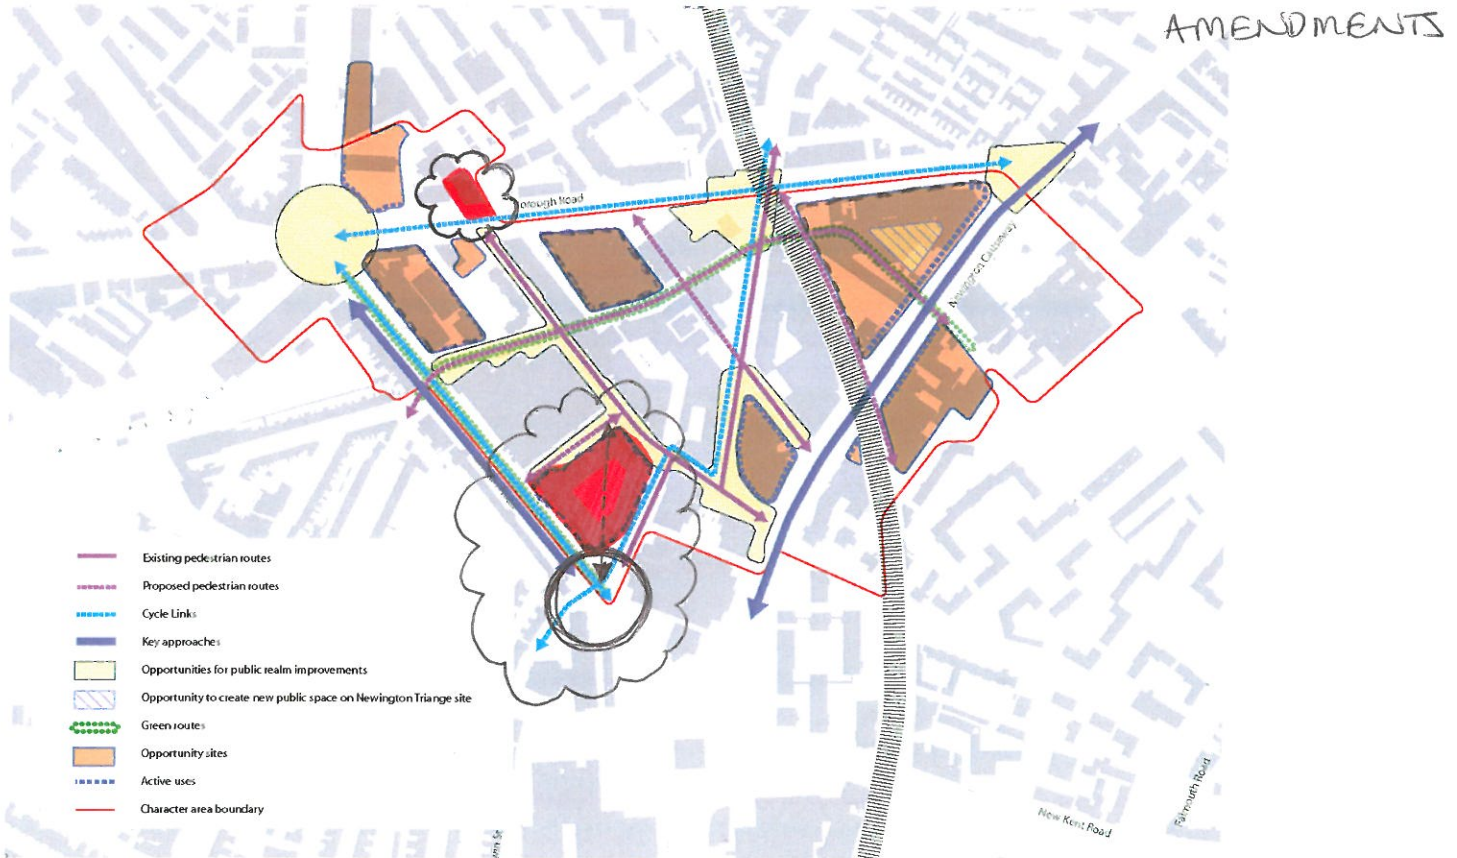 AMENDMENTS
orough Road
Newington Causeway
Existing pedestrian routes
Proposed pedestrian routes
Cycle Links
Key approaches
Opportunities for public realm improvements
Opportunity to create new public space on Newington Triange site
Green routes
Opportunity sites
Active uses
Character area boundary
New Kent Road
Falmouth Road